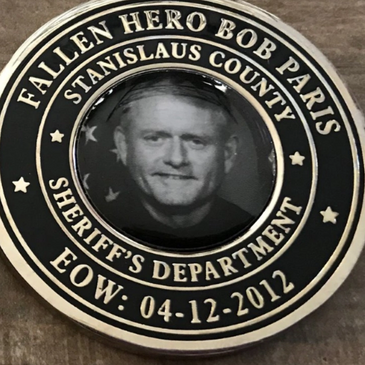 FALLEN HERO BOB PARIS
STANISLAUS COUNTY
SHERIFF'S DEPARTMENT
EOW: 04-12-2012